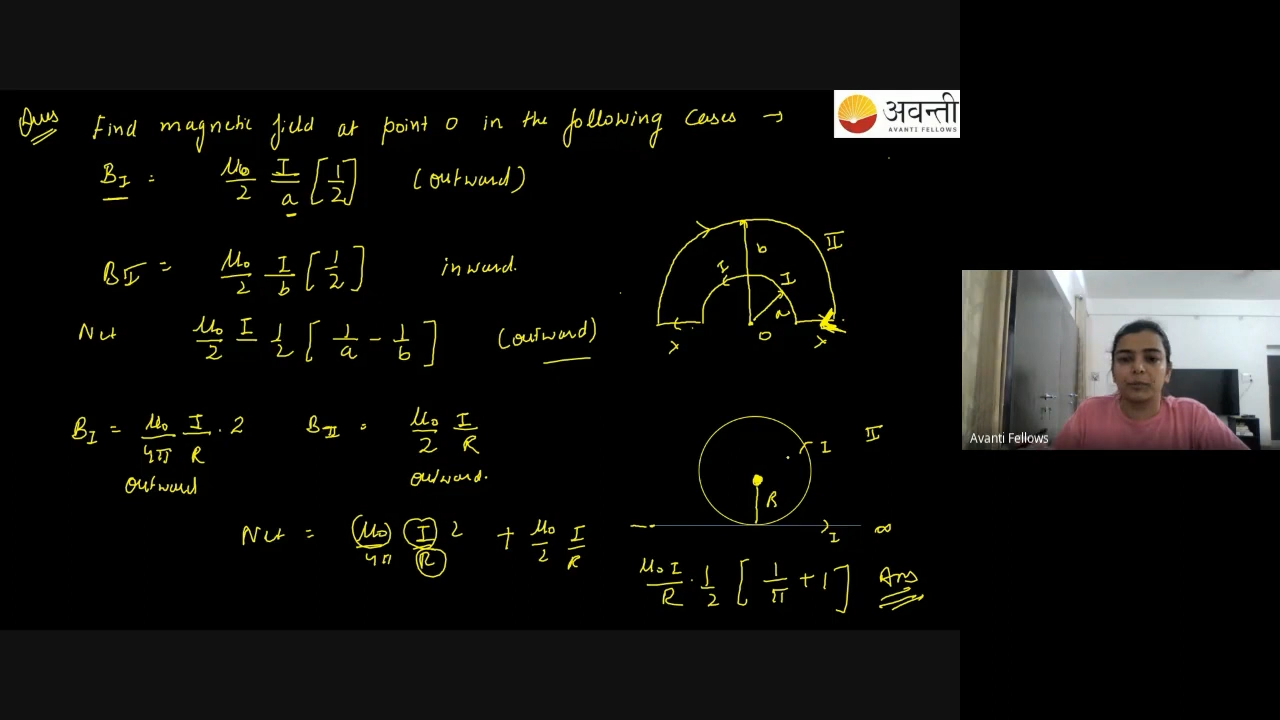 Ques Find magnetic field at point O in the following cases →
अवन्ती
AVANTI FELLOWS
B_I = μ₀/2 I/a [1/2] (outward)
B_II = μ₀/2 I/b [1/2] inward.
Net μ₀/2 I 1/2 [1/a - 1/b] (outward)
II
b
I
I
a
O
x
x
B_I = μ₀/4π I/R · 2
outward
B_II = μ₀/2 I/R
outward.
Net = μ₀/4π I/R 2 + μ₀/2 I/R
I
II
R
I
∞
μ₀I/R · 1/2 [1/π + 1] Ans
Avanti Fellows